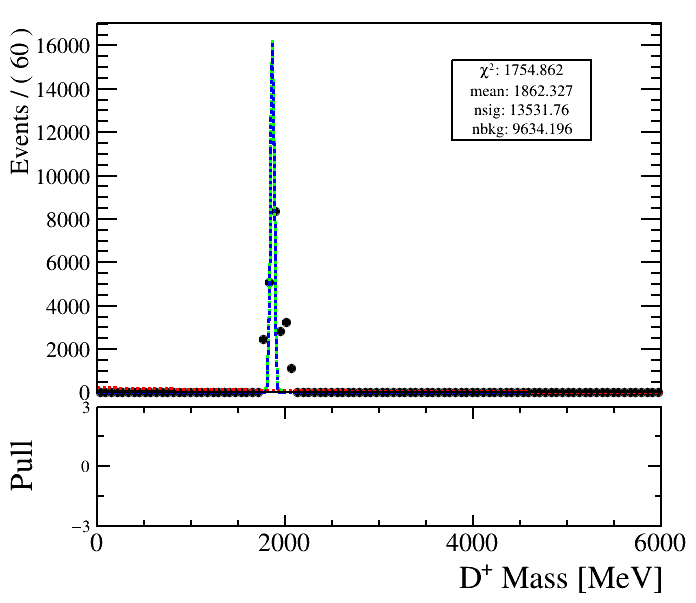 Events / ( 60 )
16000
14000
12000
10000
8000
6000
4000
2000
0
χ²: 1754.862
mean: 1862.327
nsig: 13531.76
nbkg: 9634.196
Pull
3
0
−3
0 2000 4000 6000
D⁺ Mass [MeV]